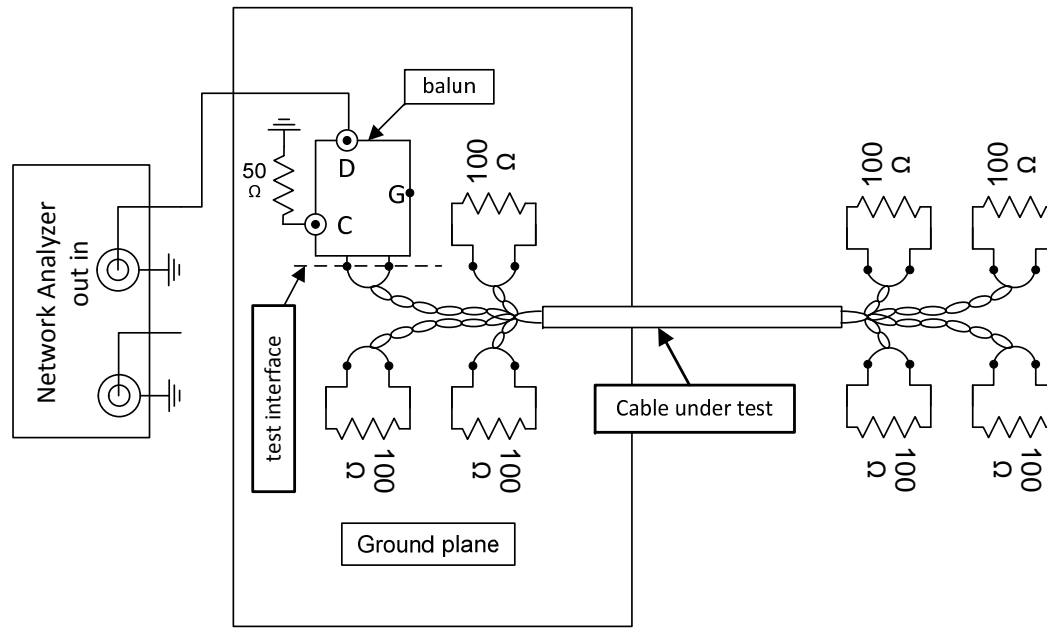 Network Analyzer
out in
balun
50
Ω
D
G
C
test interface
100
Ω
100
Ω
100
Ω
Cable under test
100
Ω
100
Ω
100
Ω
100
Ω
Ground plane